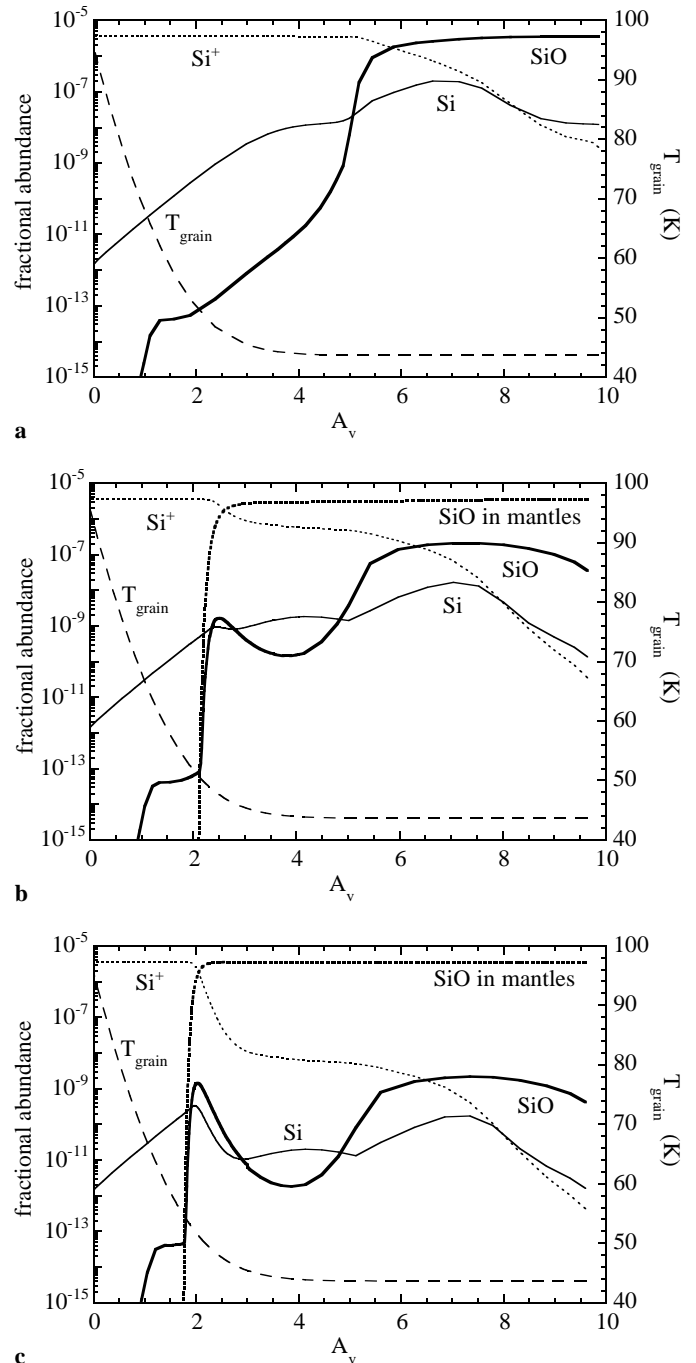 10^-5
10^-7
10^-9
10^-11
10^-13
10^-15
fractional abundance
Si^+
SiO
Si
T_grain
100
90
80
70
60
50
40
T_grain (K)
0 2 4 6 8 10
A_v
a
10^-5
10^-7
10^-9
10^-11
10^-13
10^-15
fractional abundance
Si^+
SiO in mantles
SiO
Si
T_grain
100
90
80
70
60
50
40
T_grain (K)
0 2 4 6 8 10
A_v
b
10^-5
10^-7
10^-9
10^-11
10^-13
10^-15
fractional abundance
Si^+
SiO in mantles
T_grain
Si
SiO
100
90
80
70
60
50
40
T_grain (K)
0 2 4 6 8 10
A_v
c